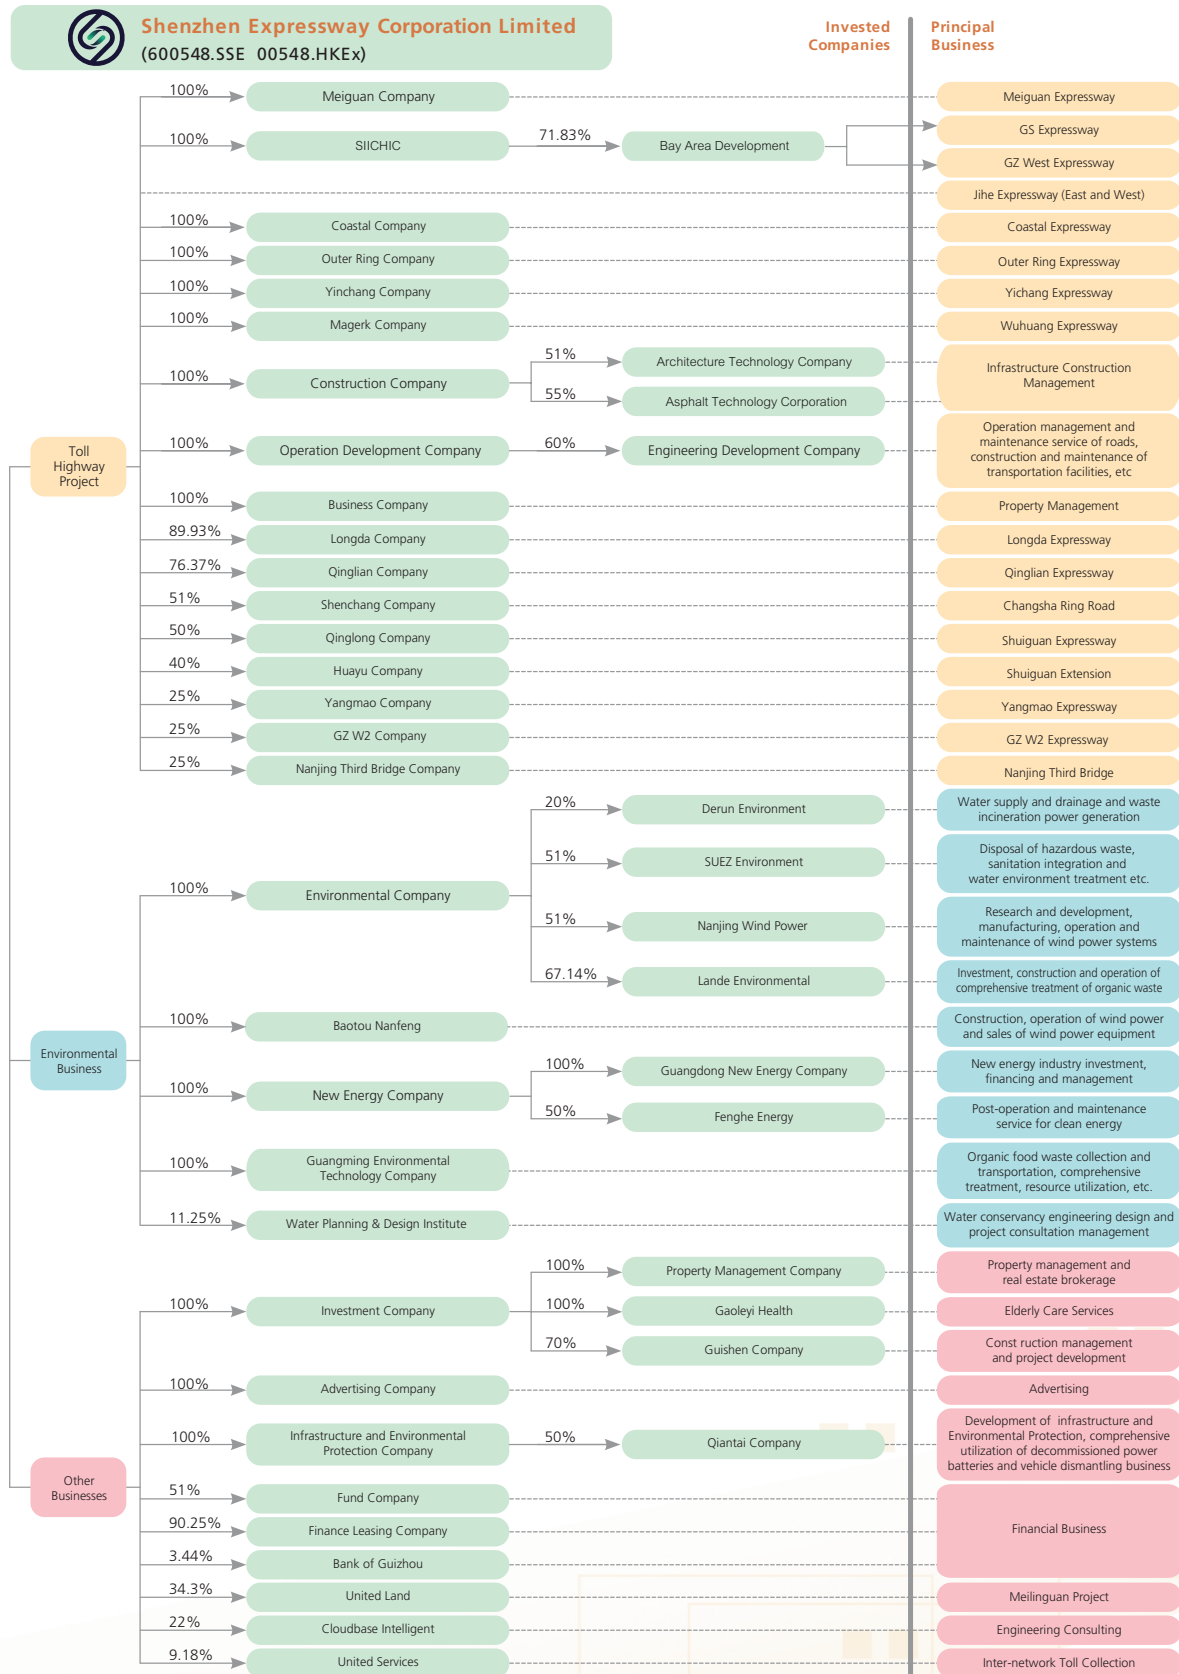 Shenzhen Expressway Corporation Limited
(600548.SSE 00548.HKEx)
Invested
Companies
Principal
Business
100%
Meiguan Company
Meiguan Expressway
100%
SIICHIC
71.83%
Bay Area Development
GS Expressway
GZ West Expressway
Jihe Expressway (East and West)
100%
Coastal Company
Coastal Expressway
100%
Outer Ring Company
Outer Ring Expressway
100%
Yinchang Company
Yichang Expressway
100%
Magerk Company
Wuhuang Expressway
100%
Construction Company
51%
Architecture Technology Company
55%
Asphalt Technology Corporation
Infrastructure Construction
Management
Toll
Highway
Project
100%
Operation Development Company
60%
Engineering Development Company
Operation management and
maintenance service of roads,
construction and maintenance of
transportation facilities, etc
100%
Business Company
Property Management
89.93%
Longda Company
Longda Expressway
76.37%
Qinglian Company
Qinglian Expressway
51%
Shenchang Company
Changsha Ring Road
50%
Qinglong Company
Shuiguan Expressway
40%
Huayu Company
Shuiguan Extension
25%
Yangmao Company
Yangmao Expressway
25%
GZ W2 Company
GZ W2 Expressway
25%
Nanjing Third Bridge Company
Nanjing Third Bridge
100%
Environmental Company
20%
Derun Environment
Water supply and drainage and waste
incineration power generation
51%
SUEZ Environment
Disposal of hazardous waste,
sanitation integration and
water environment treatment etc.
51%
Nanjing Wind Power
Research and development,
manufacturing, operation and
maintenance of wind power systems
67.14%
Lande Environmental
Investment, construction and operation of
comprehensive treatment of organic waste
Environmental
Business
100%
Baotou Nanfeng
Construction, operation of wind power
and sales of wind power equipment
100%
New Energy Company
100%
Guangdong New Energy Company
New energy industry investment,
financing and management
50%
Fenghe Energy
Post-operation and maintenance
service for clean energy
100%
Guangming Environmental
Technology Company
Organic food waste collection and
transportation, comprehensive
treatment, resource utilization, etc.
11.25%
Water Planning & Design Institute
Water conservancy engineering design and
project consultation management
100%
Investment Company
100%
Property Management Company
Property management and
real estate brokerage
100%
Gaoleyi Health
Elderly Care Services
70%
Guishen Company
Const ruction management
and project development
100%
Advertising Company
Advertising
Other
Businesses
100%
Infrastructure and Environmental
Protection Company
50%
Qiantai Company
Development of infrastructure and
Environmental Protection, comprehensive
utilization of decommissioned power
batteries and vehicle dismantling business
51%
Fund Company
90.25%
Finance Leasing Company
Financial Business
3.44%
Bank of Guizhou
34.3%
United Land
Meilinguan Project
22%
Cloudbase Intelligent
Engineering Consulting
9.18%
United Services
Inter-network Toll Collection